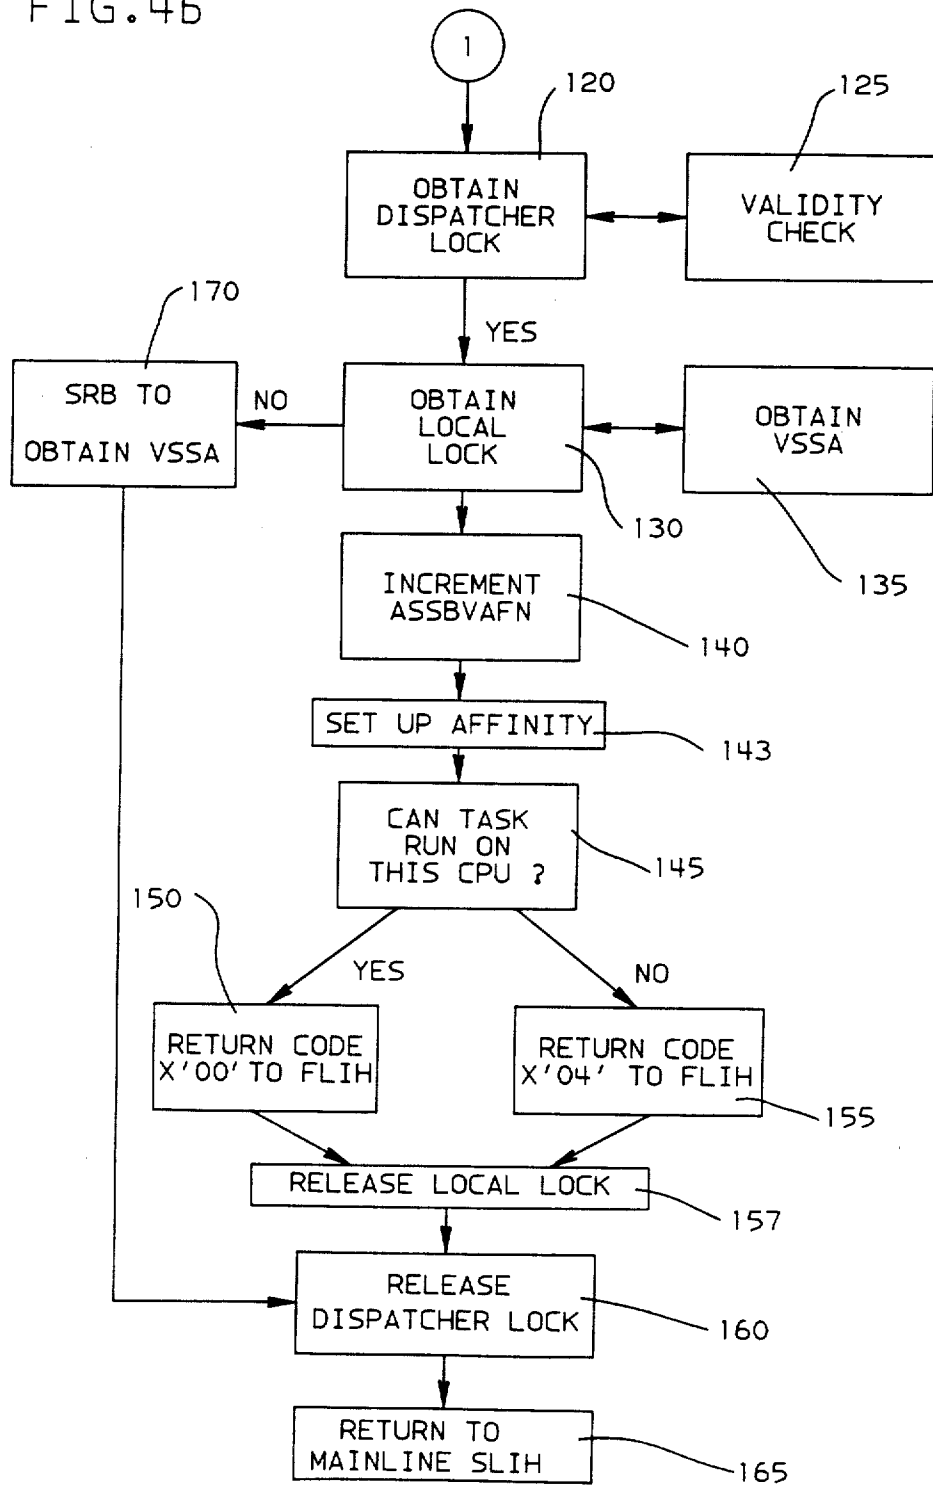 FIG.4b
1
120
125
OBTAIN
DISPATCHER
LOCK
VALIDITY
CHECK
170
YES
SRB TO
OBTAIN VSSA
NO
OBTAIN
LOCAL
LOCK
OBTAIN
VSSA
130
135
INCREMENT
ASSBVAFN
140
SET UP AFFINITY
143
CAN TASK
RUN ON
THIS CPU ?
145
150
YES
NO
RETURN CODE
X'00' TO FLIH
RETURN CODE
X'04' TO FLIH
155
RELEASE LOCAL LOCK
157
RELEASE
DISPATCHER LOCK
160
RETURN TO
MAINLINE SLIH
165